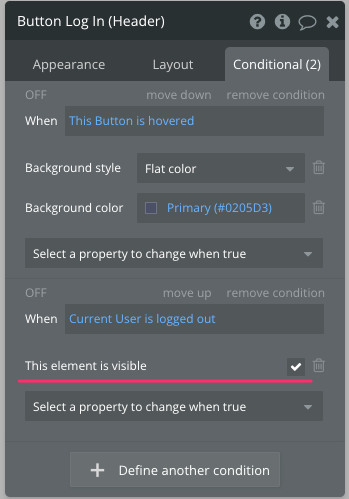 Button Log In (Header)
Appearance Layout Conditional (2)
OFF move down remove condition
When This Button is hovered
Background style Flat color
Background color Primary (#0205D3)
Select a property to change when true
OFF move up remove condition
When Current User is logged out
This element is visible
Select a property to change when true
Define another condition